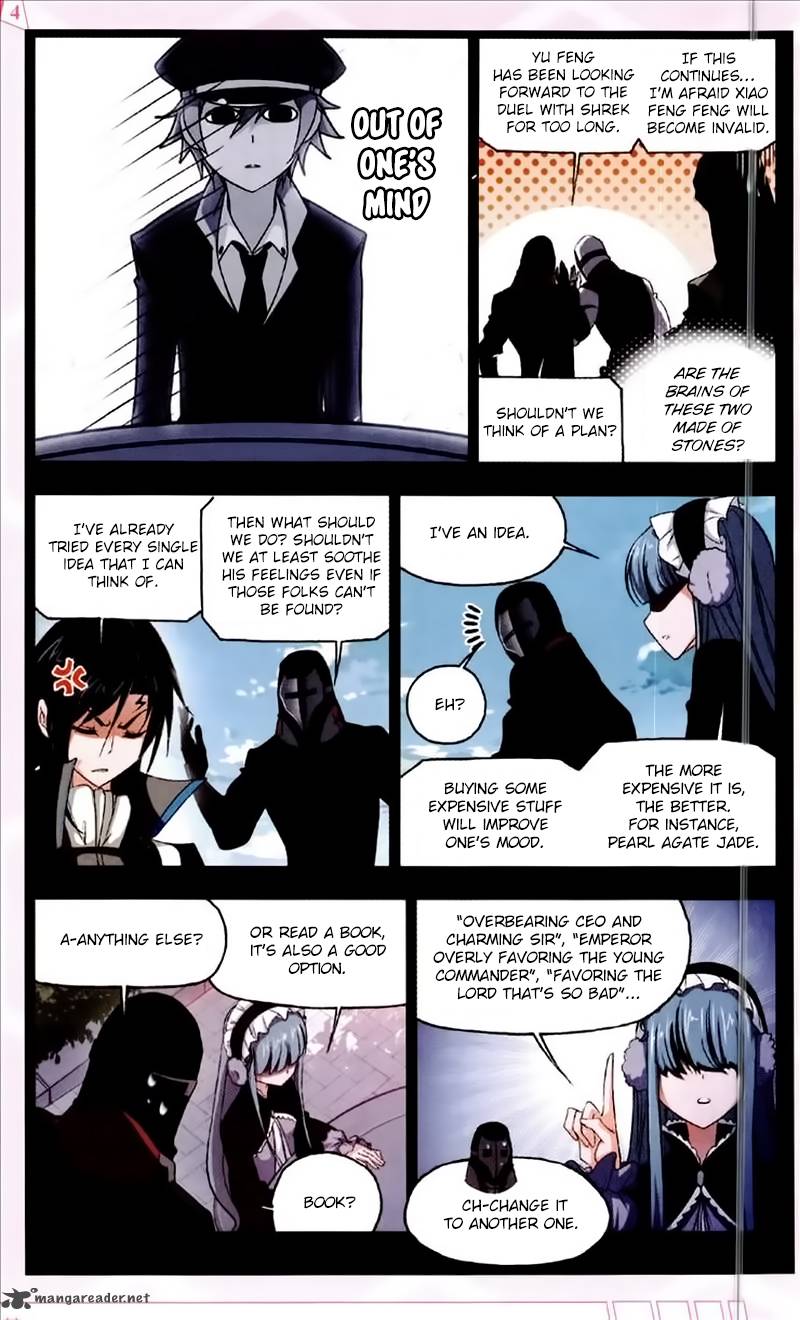 4
OUT OF
ONE'S
MIND
YU FENG
HAS BEEN LOOKING
FORWARD TO THE
DUEL WITH SHREK
FOR TOO LONG.
IF THIS
CONTINUES...
I'M AFRAID XIAO
FENG FENG WILL
BECOME INVALID.
SHOULDN'T WE
THINK OF A PLAN?
ARE THE
BRAINS OF
THESE TWO
MADE OF
STONES?
I'VE ALREADY
TRIED EVERY SINGLE
IDEA THAT I CAN
THINK OF.
THEN WHAT SHOULD
WE DO? SHOULDN'T
WE AT LEAST SOOTHE
HIS FEELINGS EVEN IF
THOSE FOLKS CAN'T
BE FOUND?
I'VE AN IDEA.
EH?
BUYING SOME
EXPENSIVE STUFF
WILL IMPROVE
ONE'S MOOD.
THE MORE
EXPENSIVE IT IS,
THE BETTER.
FOR INSTANCE,
PEARL AGATE JADE.
A-ANYTHING ELSE?
OR READ A BOOK,
IT'S ALSO A GOOD
OPTION.
BOOK?
"OVERBEARING CEO AND
CHARMING SIR", "EMPEROR
OVERLY FAVORING THE YOUNG
COMMANDER", "FAVORING THE
LORD THAT'S SO BAD"...
CH-CHANGE IT
TO ANOTHER ONE.
mangareader.net